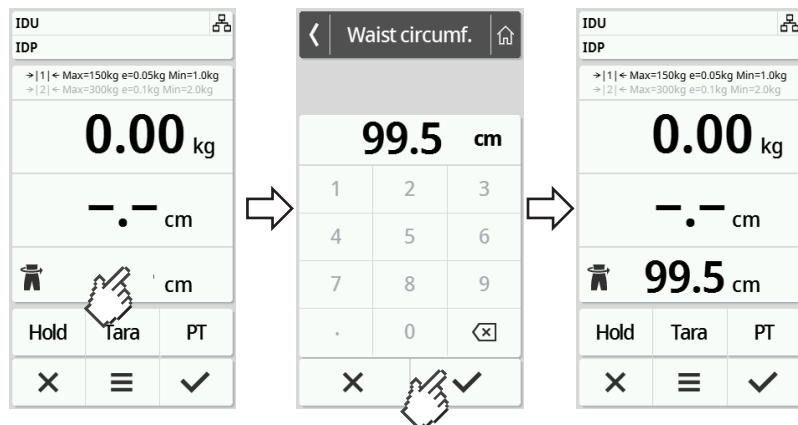 IDU
IDP
→|1|← Max=150kg e=0.05kg Min=1.0kg
→|2|← Max=300kg e=0.1kg Min=2.0kg
0.00 kg
–.– cm
cm
Hold Tara PT
Waist circumf.
99.5 cm
1 2 3
4 5 6
7 8 9
. 0
IDU
IDP
→|1|← Max=150kg e=0.05kg Min=1.0kg
→|2|← Max=300kg e=0.1kg Min=2.0kg
0.00 kg
–.– cm
99.5 cm
Hold Tara PT